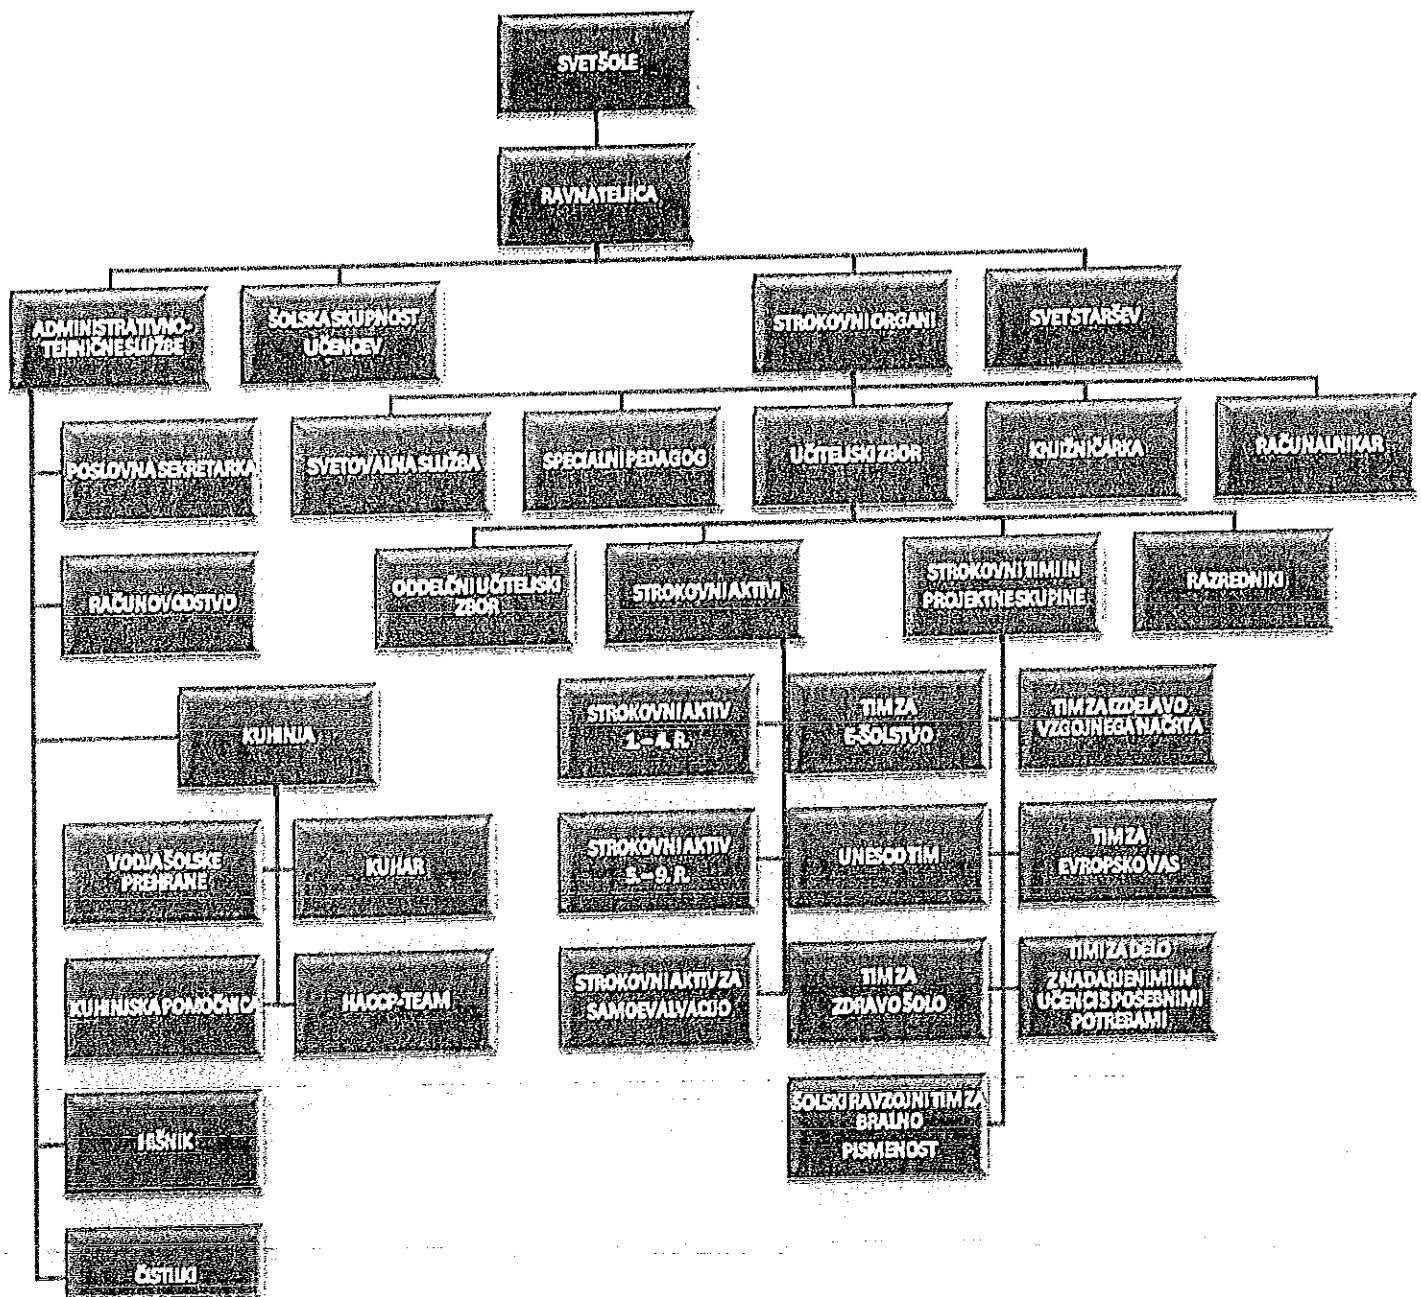 SVET ŠOLE
RAVNATELJICA
ADMINISTRATIVNO-
TEHNIČNE SLUŽBE
ŠOLSKA SKUPNOST
UČENCEV
STROKOVNI ORGANI
SVET STARŠEV
POSLOVNA SEKRETARKA
SVETOVALNA SLUŽBA
SPECIALNI PEDAGOG
UČITELJSKI ZBOR
KNJIŽNIČARKA
RAČUNALNIKAR
RAČUNOVODSTVO
ODDELČNI UČITELJSKI
ZBOR
STROKOVNI AKTIVI
STROKOVNI TIMI IN
PROJEKTNE SKUPINE
RAZREDNIKI
KUHINJA
STROKOVNI AKTIV
1.– 4. R.
TIM ZA
E-ŠOLSTVO
TIM ZA IZDELAVO
VZGOJNEGA NAČRTA
VODJA ŠOLSKE
PREHRANE
KUHAR
STROKOVNI AKTIV
5.– 9. R.
UNESCO TIM
TIM ZA
EVROPSKO VAS
KUHINJSKA POMOČNICA
HACCP-TEAM
STROKOVNI AKTIV ZA
SAMOEVALVACIJO
TIM ZA
ZDRAVO ŠOLO
TIMI ZA DELO
Z NADARJENIMI IN
UČENCI S POSEBNIMI
POTREBAMI
HIŠNIK
ŠOLSKI RAVZOJNI TIM ZA
BRALNO
PISMENOST
ČISTILKI